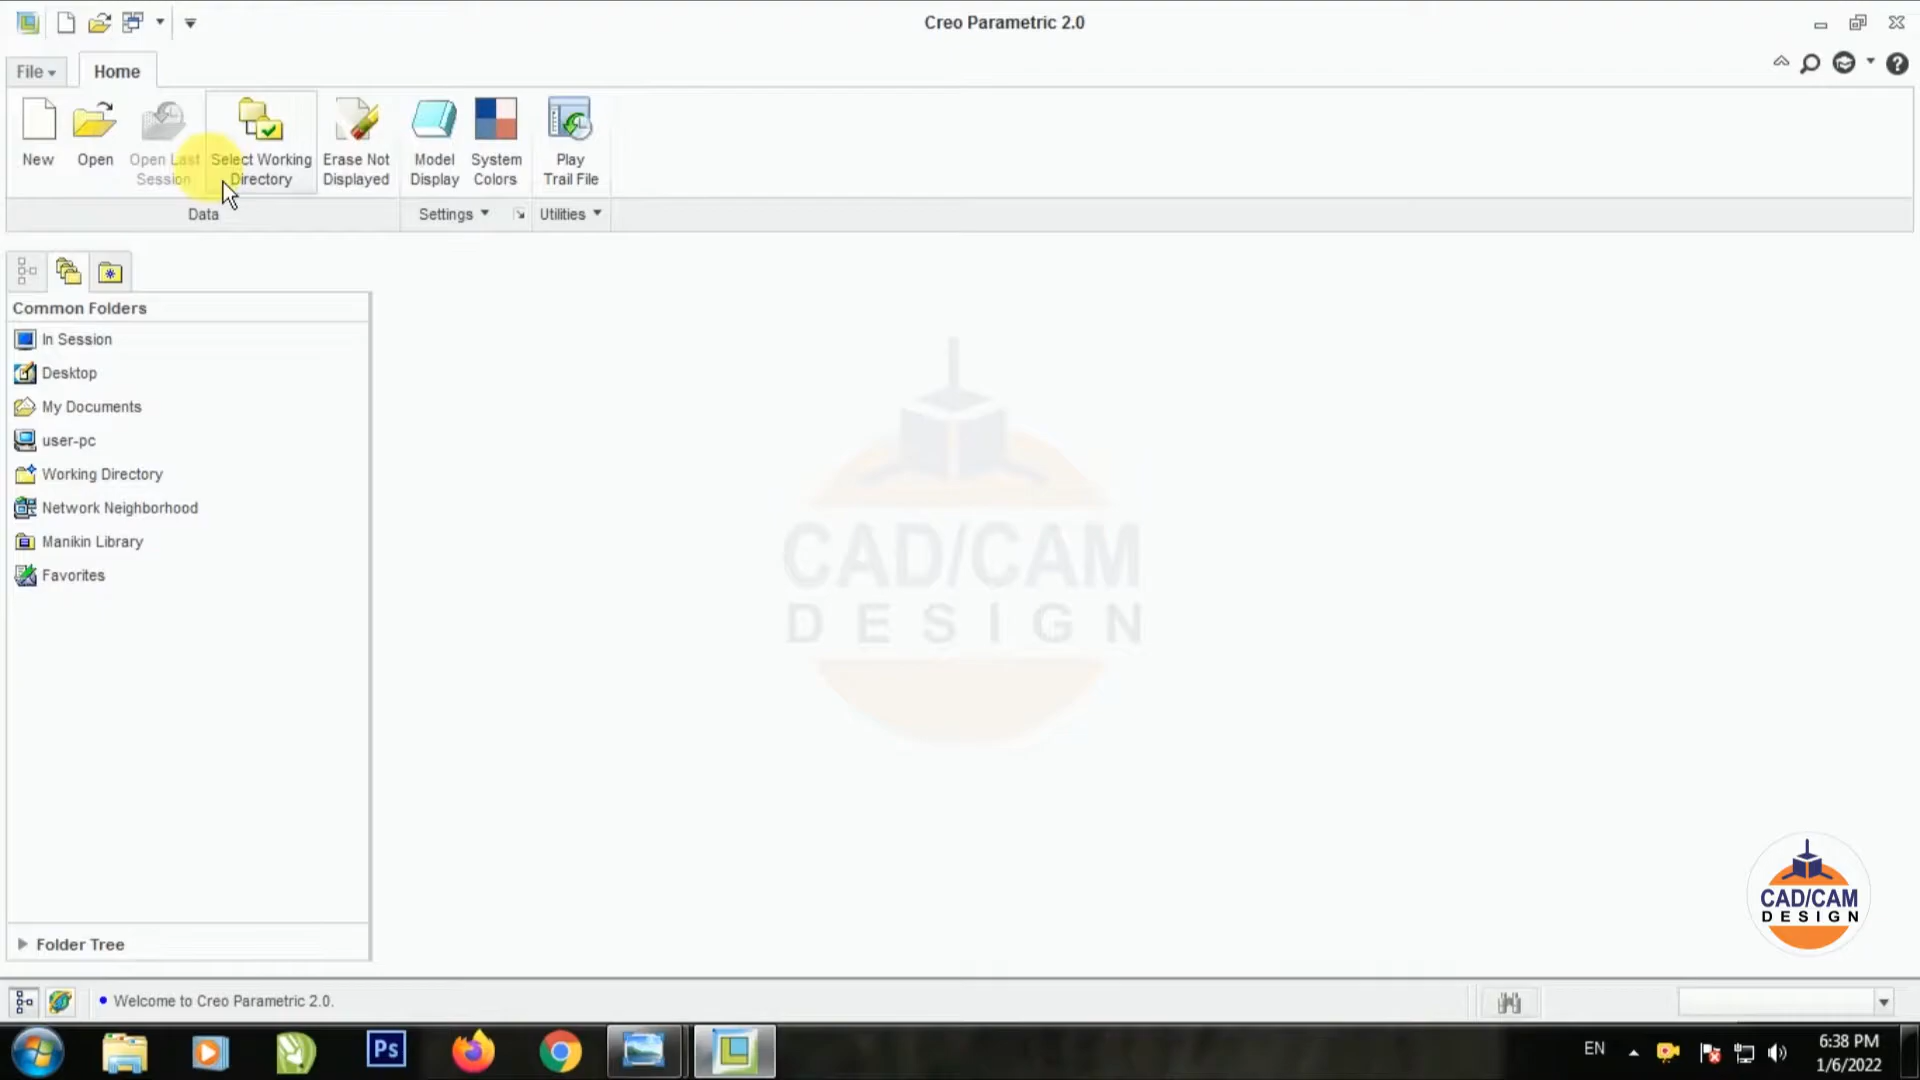 Creo Parametric 2.0
File
Home
New
Open
Open Last Session
Select Working Directory
Erase Not Displayed
Model Display
System Colors
Play Trail File
Data
Settings
Utilities
Common Folders
In Session
Desktop
My Documents
user-pc
Working Directory
Network Neighborhood
Manikin Library
Favorites
CAD/CAM
DESIGN
CAD/CAM
DESIGN
Folder Tree
Welcome to Creo Parametric 2.0.
Ps
EN
6:38 PM
1/6/2022